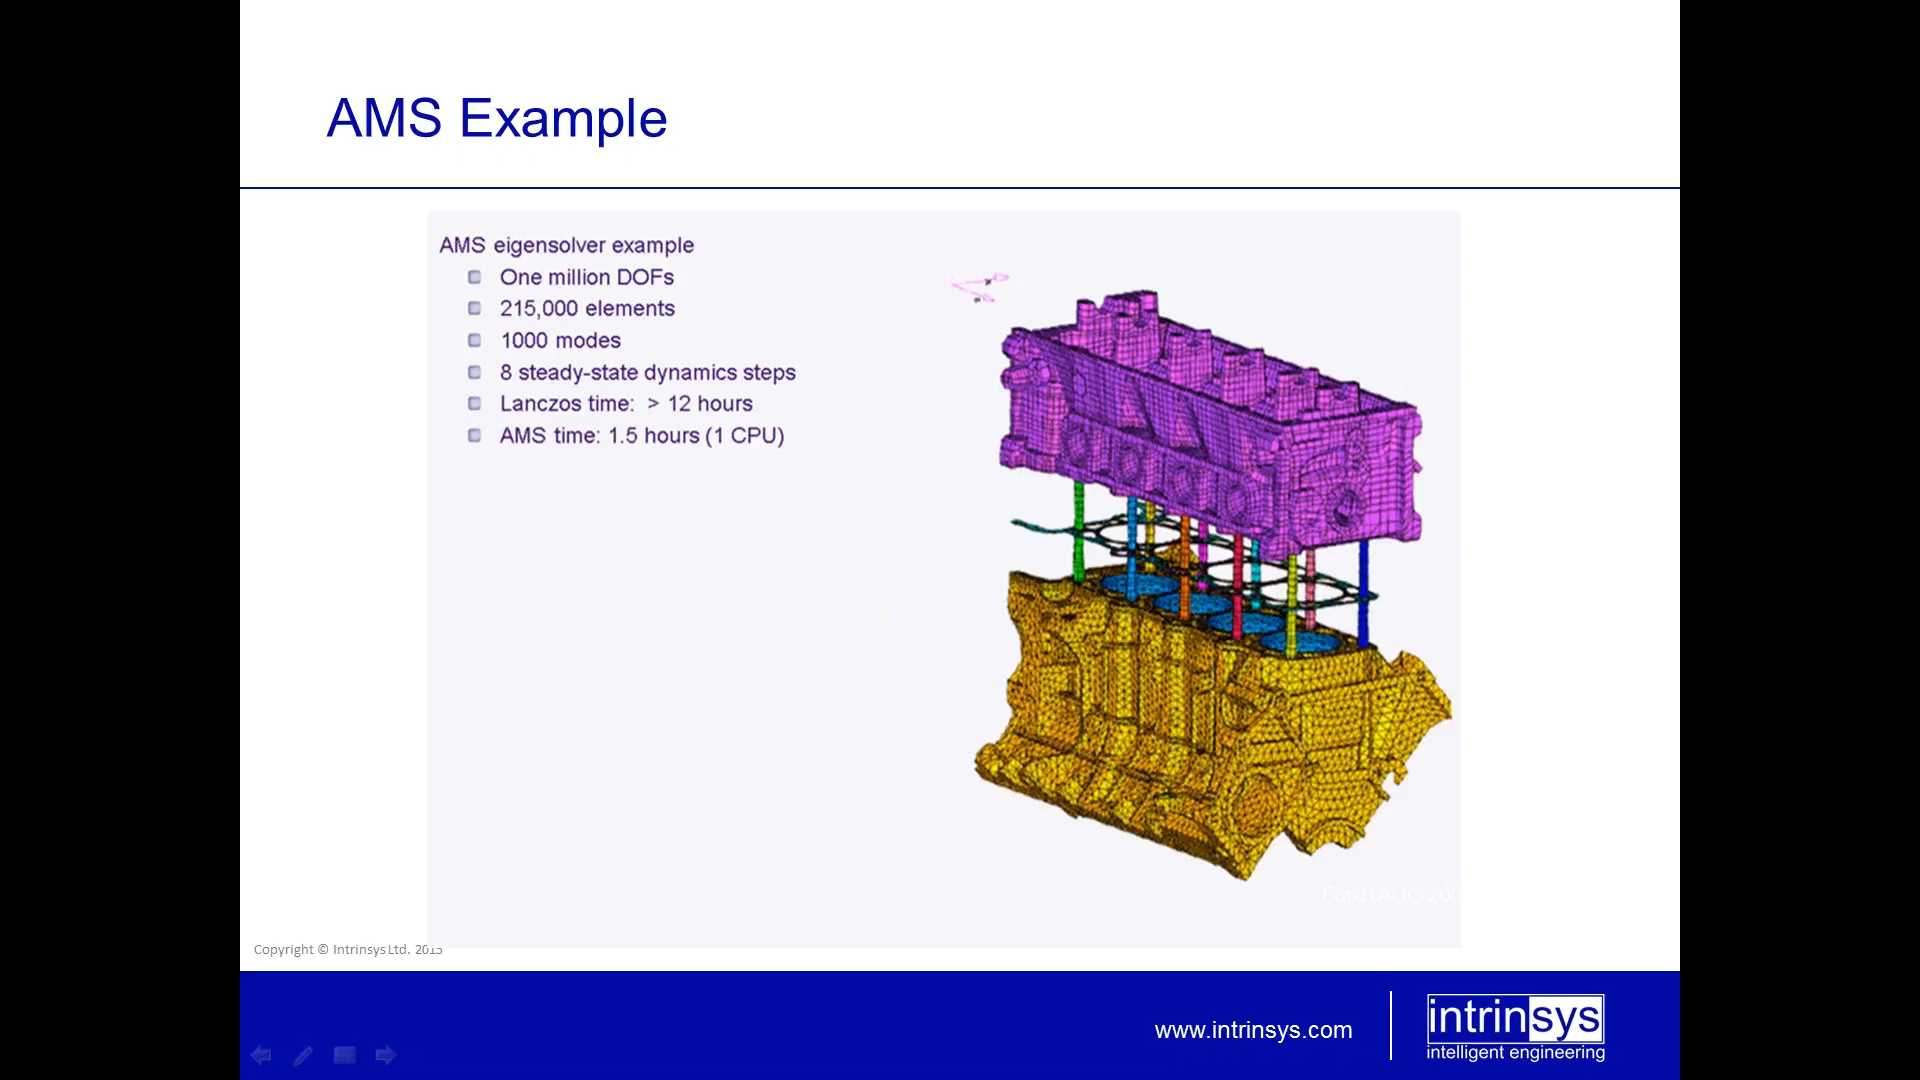 AMS Example
AMS eigensolver example
One million DOFs
215,000 elements
1000 modes
8 steady-state dynamics steps
Lanczos time: > 12 hours
AMS time: 1.5 hours (1 CPU)
Copyright © Intrinsys Ltd. 2015
www.intrinsys.com
intrinsys
intelligent engineering